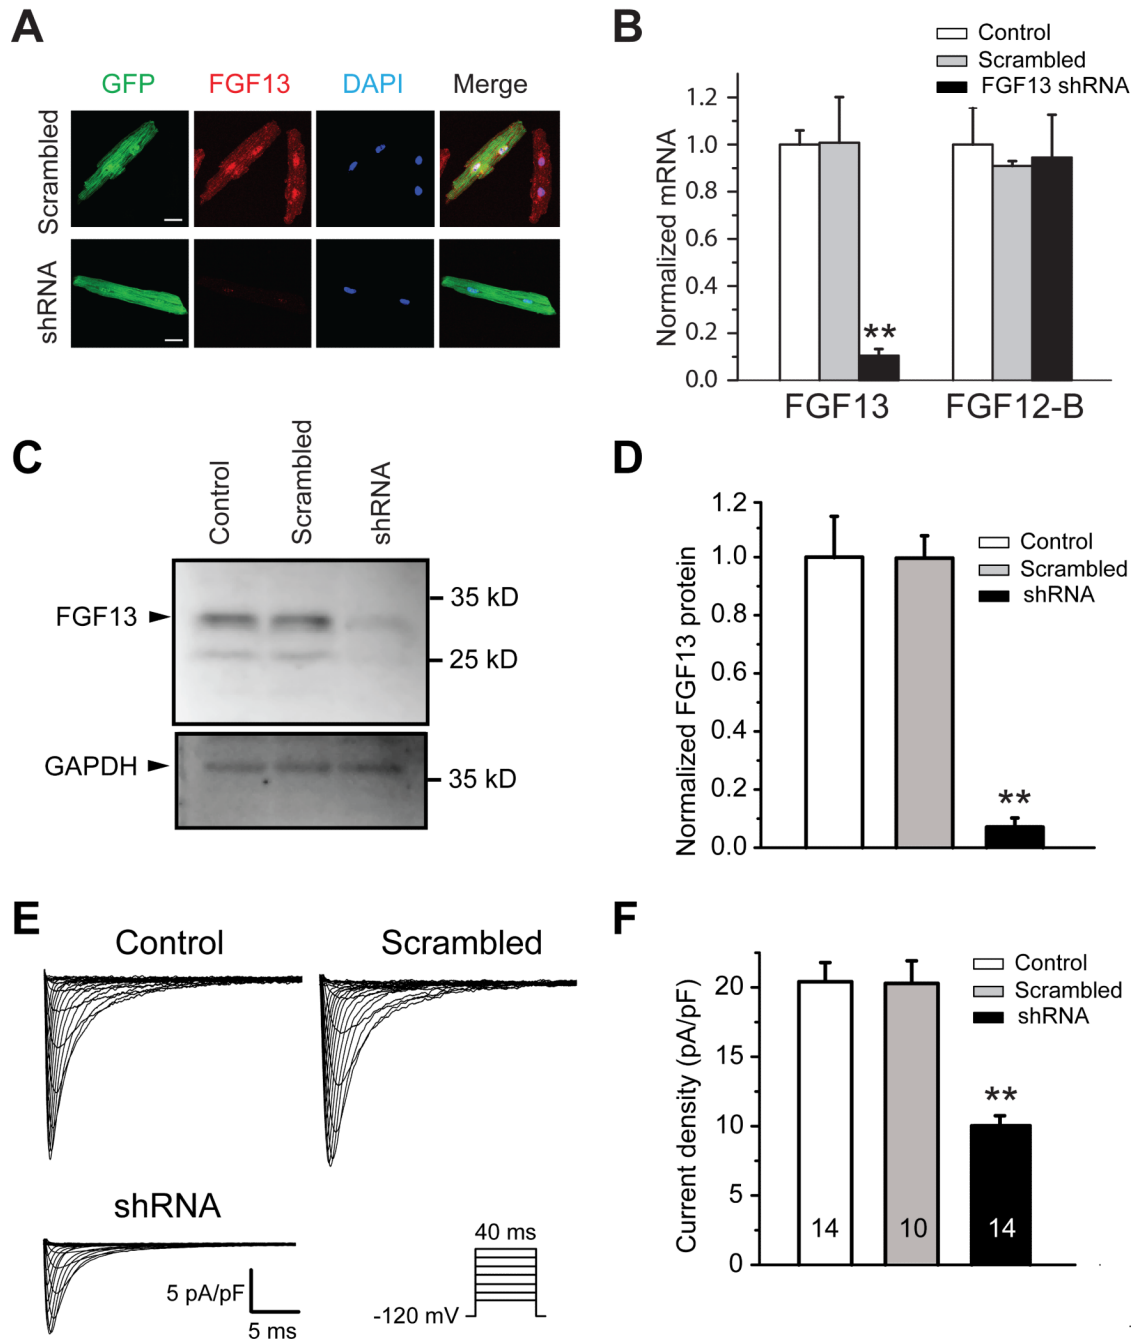 A
GFP FGF13 DAPI Merge
Scrambled
shRNA
B
Control
Scrambled
FGF13 shRNA
Normalized mRNA
1.2
1.0
0.8
0.6
0.4
0.2
0.0
**
FGF13 FGF12-B
C
Control
Scrambled
shRNA
FGF13
35 kD
25 kD
GAPDH
35 kD
D
Control
Scrambled
shRNA
Normalized FGF13 protein
1.2
1.0
0.8
0.6
0.4
0.2
0.0
**
E
Control Scrambled
shRNA
5 pA/pF
5 ms
40 ms
-120 mV
F
Control
Scrambled
shRNA
Current density (pA/pF)
20
15
10
5
0
**
14 10 14